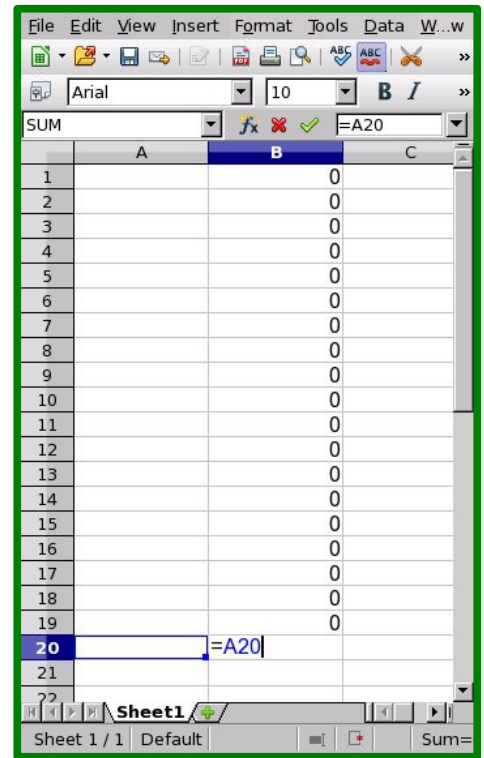 File Edit View Insert Format Tools Data W...w
ABC ABC »
Arial 10 B I »
SUM fx =A20
A B C
1 0
2 0
3 0
4 0
5 0
6 0
7 0
8 0
9 0
10 0
11 0
12 0
13 0
14 0
15 0
16 0
17 0
18 0
19 0
20 =A20
21
22
Sheet1
Sheet 1 / 1 Default Sum=